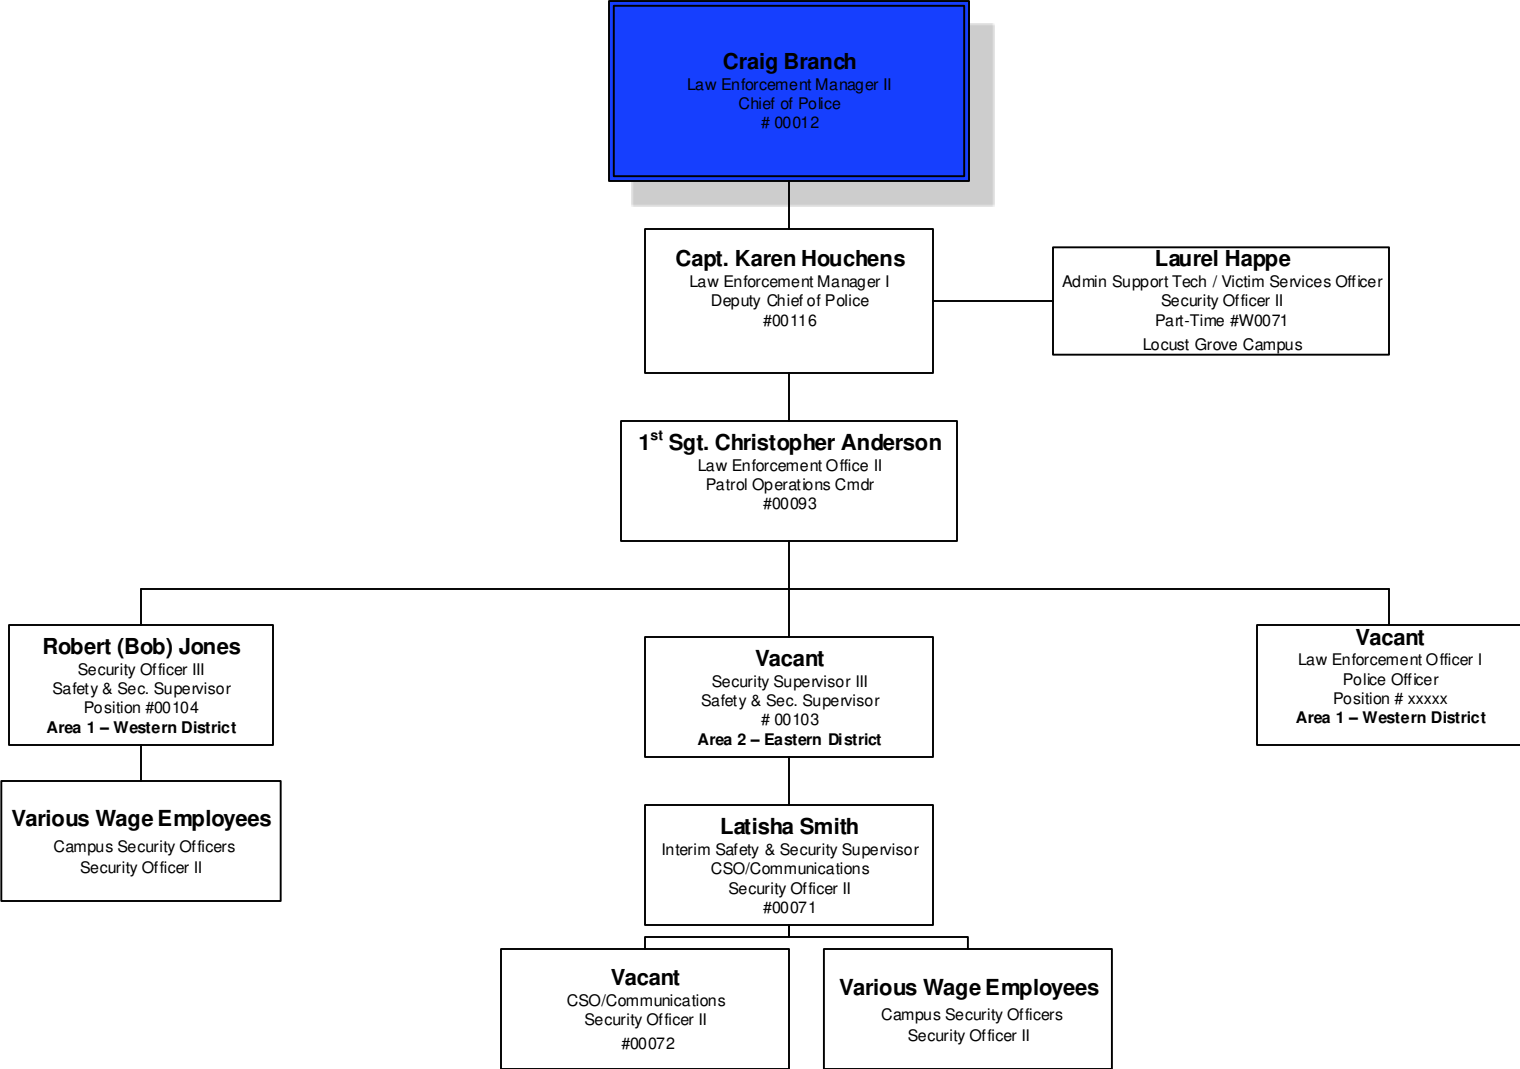 Craig Branch
Law Enforcement Manager II
Chief of Police
# 00012
Capt. Karen Houchens
Law Enforcement Manager I
Deputy Chief of Police
#00116
Laurel Happe
Admin Support Tech / Victim Services Officer
Security Officer II
Part-Time #W0071
Locust Grove Campus
1st Sgt. Christopher Anderson
Law Enforcement Office II
Patrol Operations Cmdr
#00093
Robert (Bob) Jones
Security Officer III
Safety & Sec. Supervisor
Position #00104
Area 1 – Western District
Vacant
Security Supervisor III
Safety & Sec. Supervisor
# 00103
Area 2 – Eastern District
Vacant
Law Enforcement Officer I
Police Officer
Position # xxxxx
Area 1 – Western District
Various Wage Employees
Campus Security Officers
Security Officer II
Latisha Smith
Interim Safety & Security Supervisor
CSO/Communications
Security Officer II
#00071
Vacant
CSO/Communications
Security Officer II
#00072
Various Wage Employees
Campus Security Officers
Security Officer II